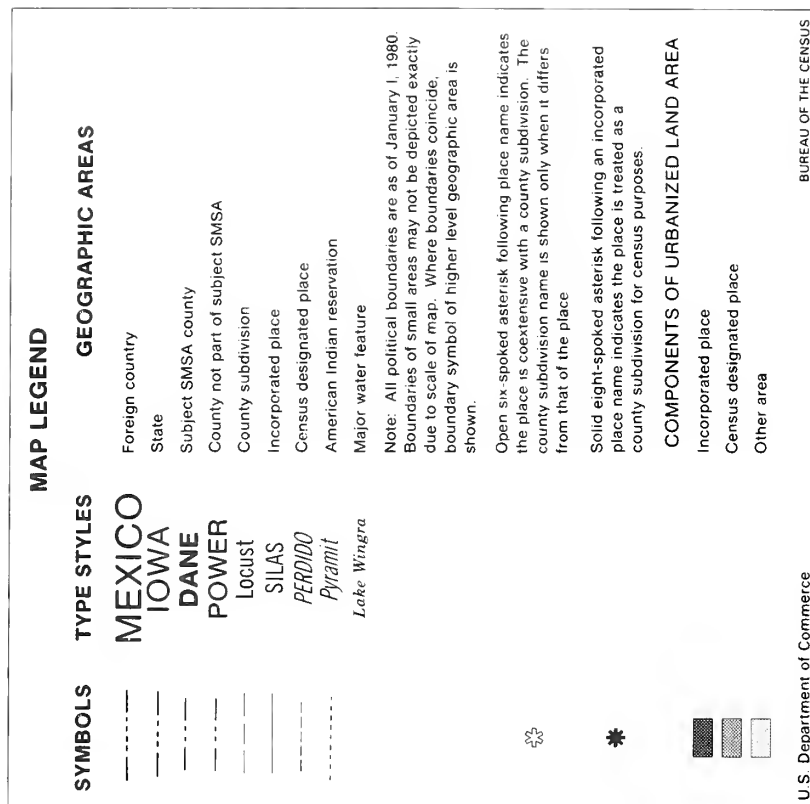 MAP LEGEND
SYMBOLS TYPE STYLES GEOGRAPHIC AREAS
MEXICO Foreign country
IOWA State
DANE Subject SMSA county
POWER County not part of subject SMSA
Locust County subdivision
SILAS Incorporated place
PERDIDO Census designated place
Pyramit American Indian reservation
Lake Wingra Major water feature
Note: All political boundaries are as of January I, 1980.
Boundaries of small areas may not be depicted exactly
due to scale of map. Where boundaries coincide,
boundary symbol of higher level geographic area is
shown.
Open six-spoked asterisk following place name indicates
the place is coextensive with a county subdivision. The
county subdivision name is shown only when it differs
from that of the place
Solid eight-spoked asterisk following an incorporated
place name indicates the place is treated as a
county subdivision for census purposes.
COMPONENTS OF URBANIZED LAND AREA
Incorporated place
Census designated place
Other area
U.S. Department of Commerce BUREAU OF THE CENSUS